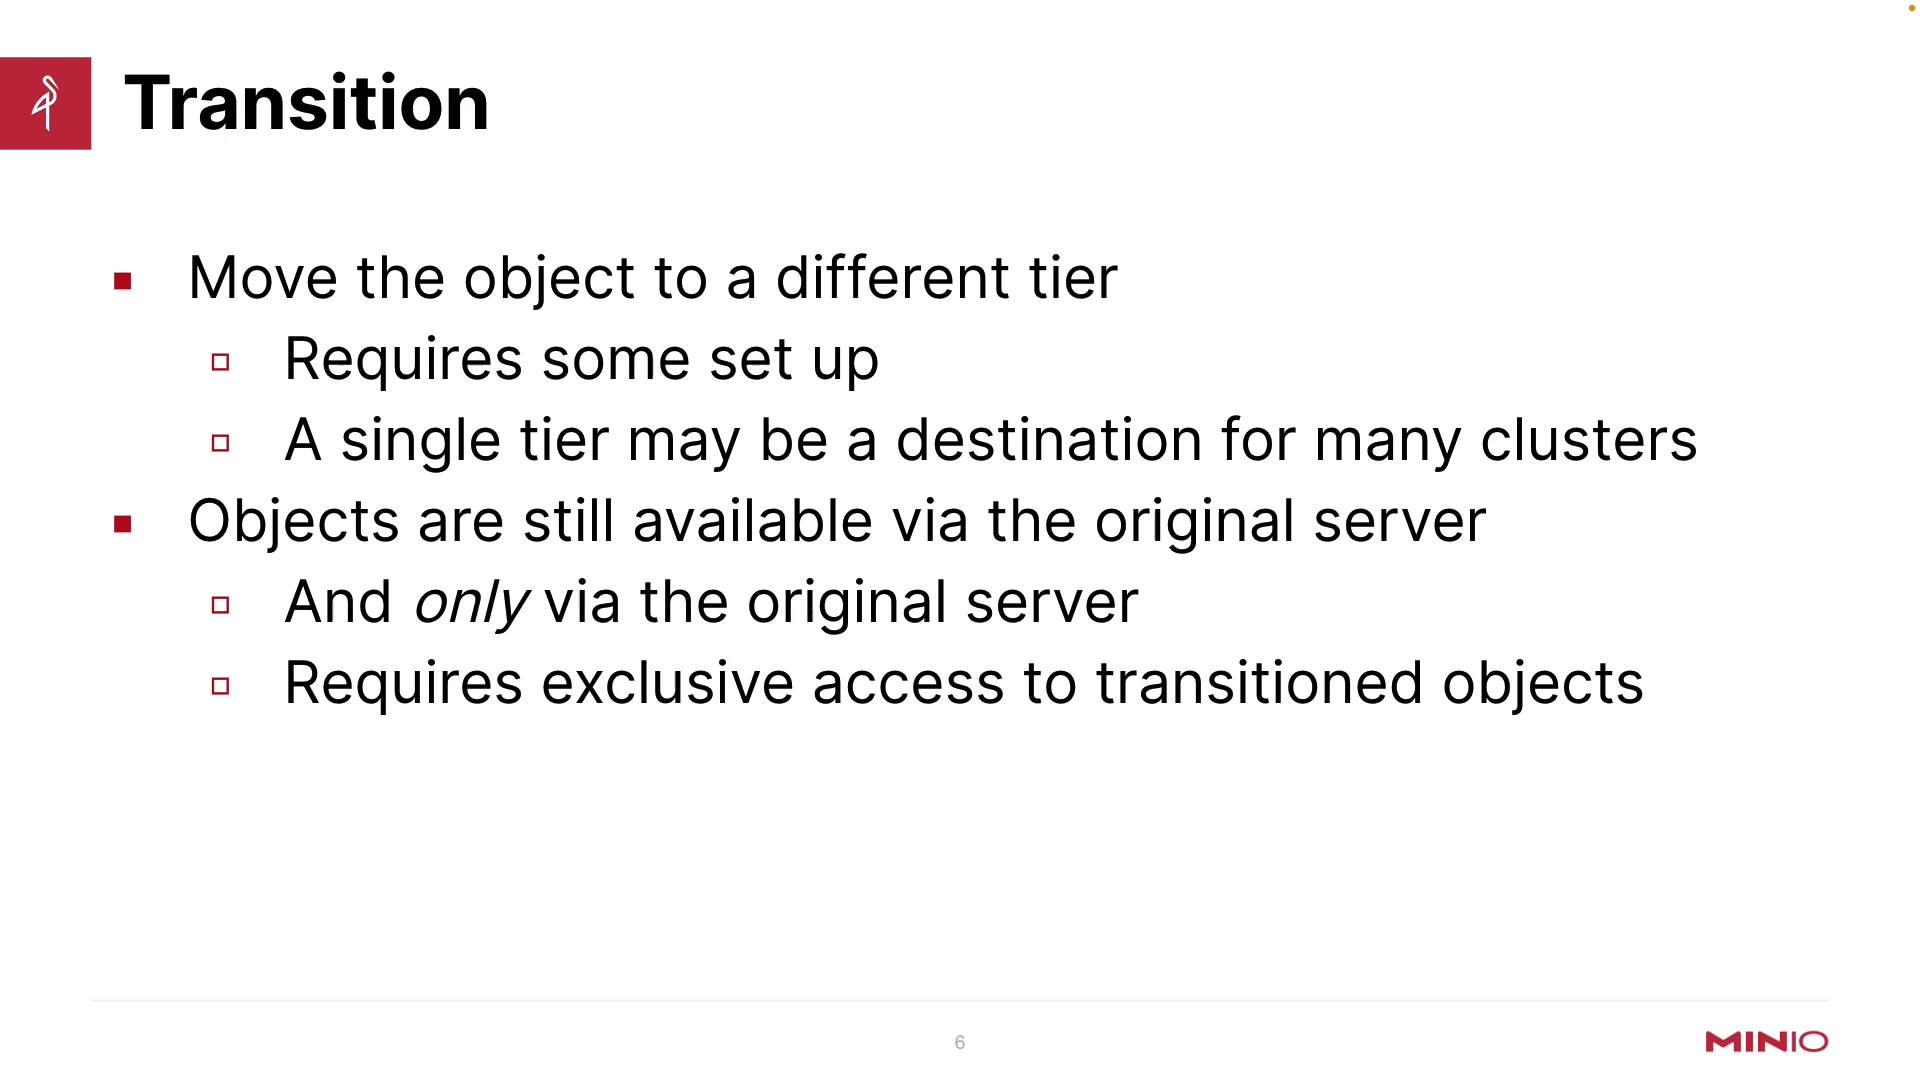 Transition
Move the object to a different tier
Requires some set up
A single tier may be a destination for many clusters
Objects are still available via the original server
And only via the original server
Requires exclusive access to transitioned objects
6
MINIO